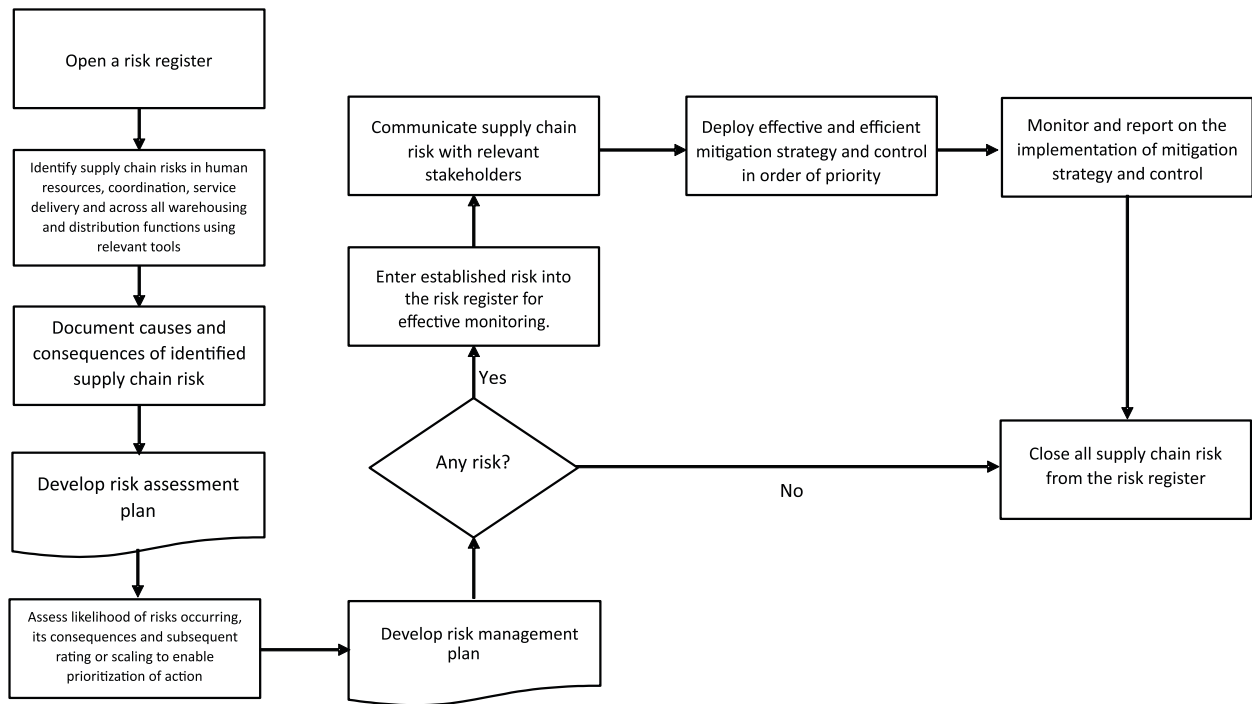 Open a risk register
Identify supply chain risks in human
resources, coordination, service
delivery and across all warehousing
and distribution functions using
relevant tools
Document causes and
consequences of identified
supply chain risk
Develop risk assessment
plan
Assess likelihood of risks occurring,
its consequences and subsequent
rating or scaling to enable
prioritization of action
Develop risk management
plan
Any risk?
Yes
No
Enter established risk into
the risk register for
effective monitoring.
Communicate supply chain
risk with relevant
stakeholders
Deploy effective and efficient
mitigation strategy and control
in order of priority
Monitor and report on the
implementation of mitigation
strategy and control
Close all supply chain risk
from the risk register